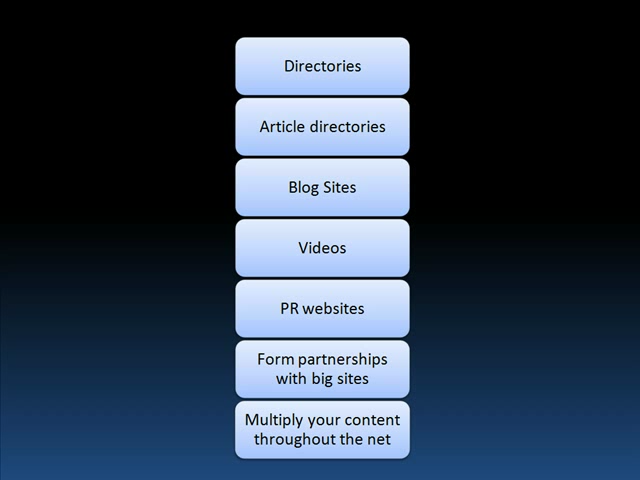 Directories
Article directories
Blog Sites
Videos
PR websites
Form partnerships
with big sites
Multiply your content
throughout the net